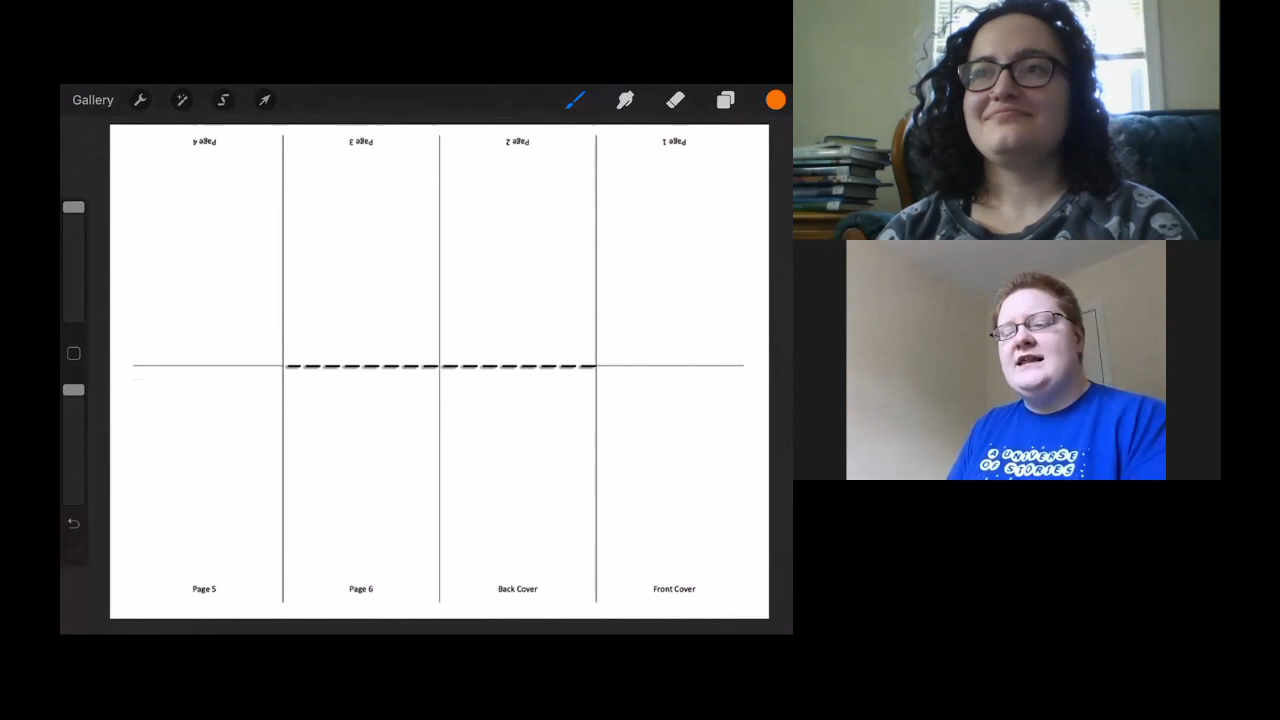 Gallery
Page 4
Page 3
Page 2
Page 1
Page 5
Page 6
Back Cover
Front Cover
A UNIVERSE
OF STORIES